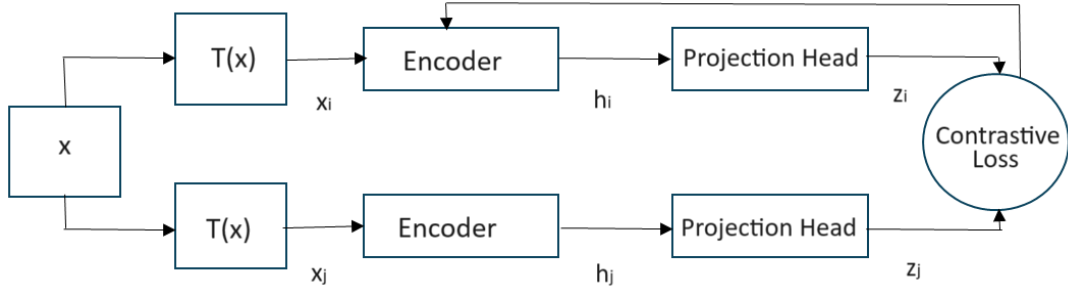 T(x)
Encoder
Projection Head
xᵢ
hᵢ
zᵢ
x
Contrastive
Loss
T(x)
Encoder
Projection Head
xⱼ
hⱼ
zⱼ